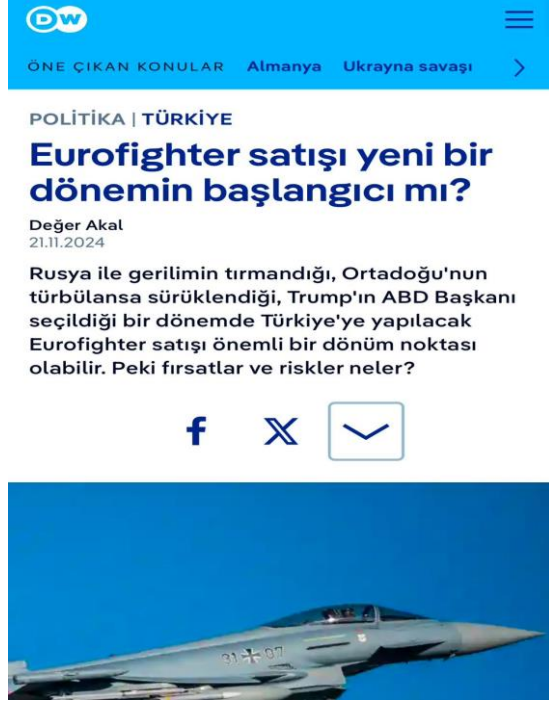 DW
ÖNE ÇIKAN KONULAR Almanya Ukrayna savaşı
POLİTİKA | TÜRKİYE
Eurofighter satışı yeni bir
dönemin başlangıcı mı?
Değer Akal
21.11.2024
Rusya ile gerilimin tırmandığı, Ortadoğu'nun
türbülansa sürüklendiği, Trump'ın ABD Başkanı
seçildiği bir dönemde Türkiye'ye yapılacak
Eurofighter satışı önemli bir dönüm noktası
olabilir. Peki fırsatlar ve riskler neler?
31 07